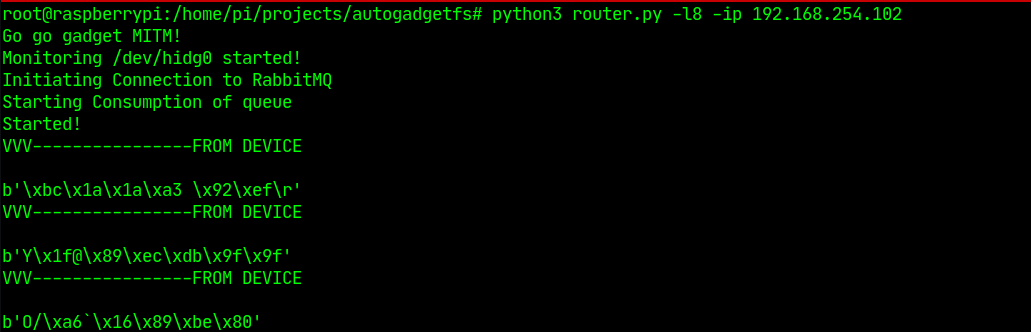 root@raspberrypi:/home/pi/projects/autogadgetfs# python3 router.py -l8 -ip 192.168.254.102
Go go gadget MITM!
Monitoring /dev/hidg0 started!
Initiating Connection to RabbitMQ
Starting Consumption of queue
Started!
VVV----------------FROM DEVICE
b'\xbc\x1a\x1a\xa3 \x92\xef\r'
VVV----------------FROM DEVICE
b'Y\x1f@\x89\xec\xdb\x9f\x9f'
VVV----------------FROM DEVICE
b'O/\xa6`\x16\x89\xbe\x80'